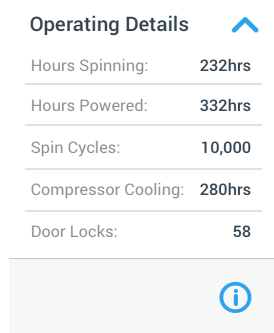 Operating Details
Hours Spinning: 232hrs
Hours Powered: 332hrs
Spin Cycles: 10,000
Compressor Cooling: 280hrs
Door Locks: 58